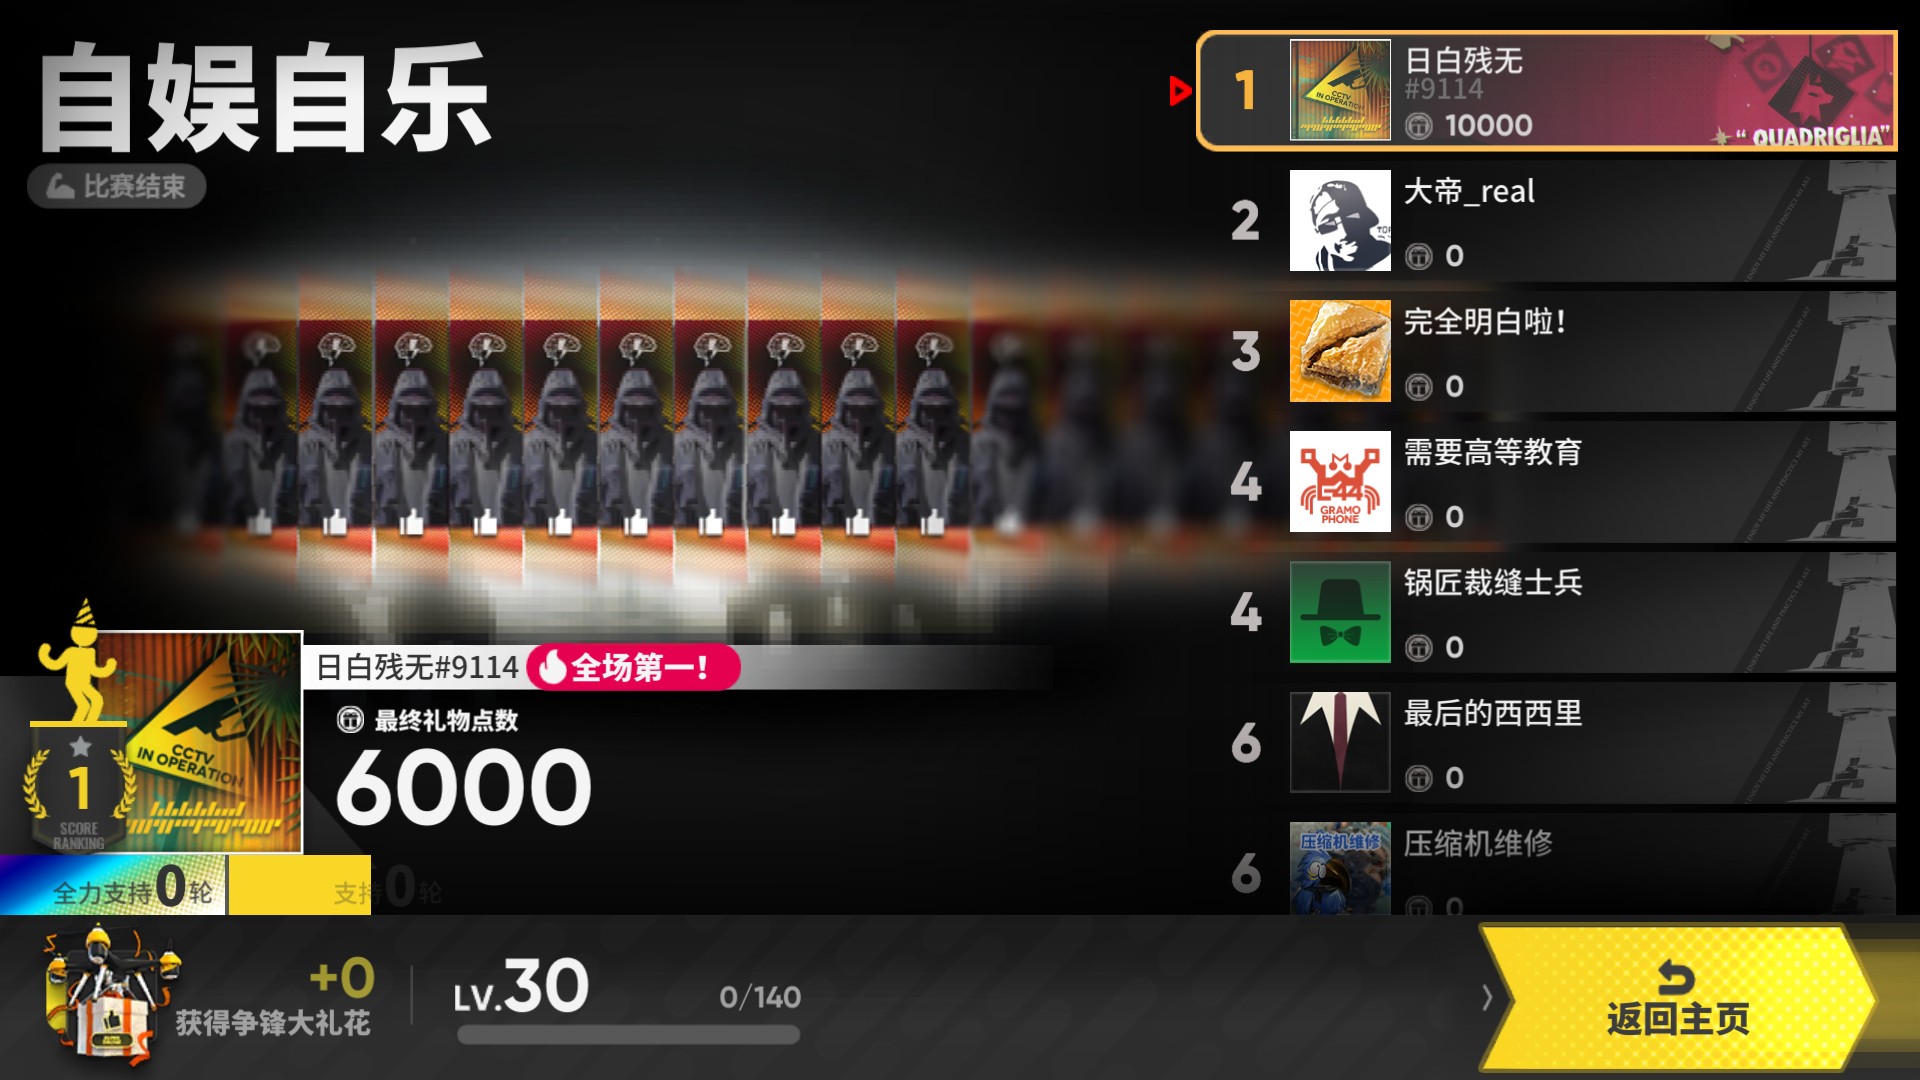 自娱自乐
比赛结束
1
CCTV
IN OPERATION
日白残无
#9114
10000
“ QUADRIGLIA”
2
大帝_real
0
3
完全明白啦！
0
4
GRAMO
PHONE
需要高等教育
0
4
锅匠裁缝士兵
0
6
最后的西西里
0
6
压缩机维修
压缩机维修
0
日白残无#9114
全场第一！
最终礼物点数
6000
CCTV
IN OPERATION
1
SCORE
RANKING
全力支持0轮
支持0轮
+0
获得争锋大礼花
LV.30
0/140
返回主页